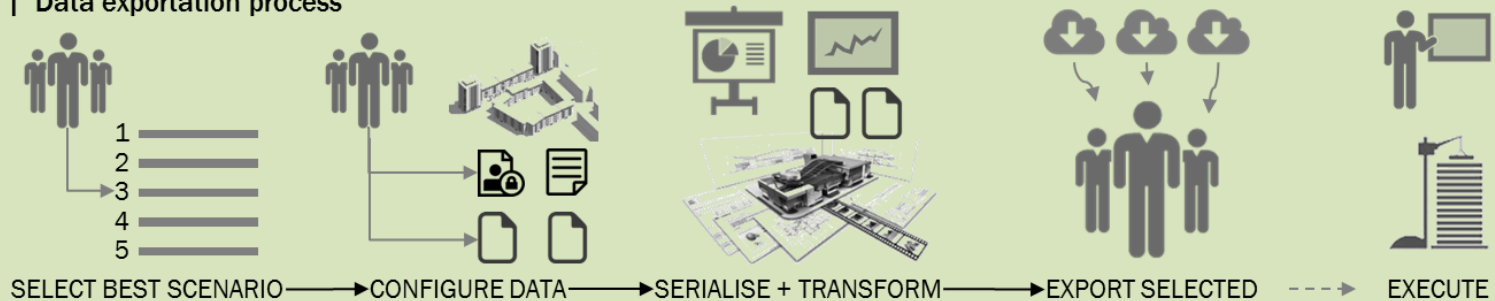 | Data exportation process
1
2
3
4
5
SELECT BEST SCENARIO
CONFIGURE DATA
SERIALISE + TRANSFORM
EXPORT SELECTED
EXECUTE